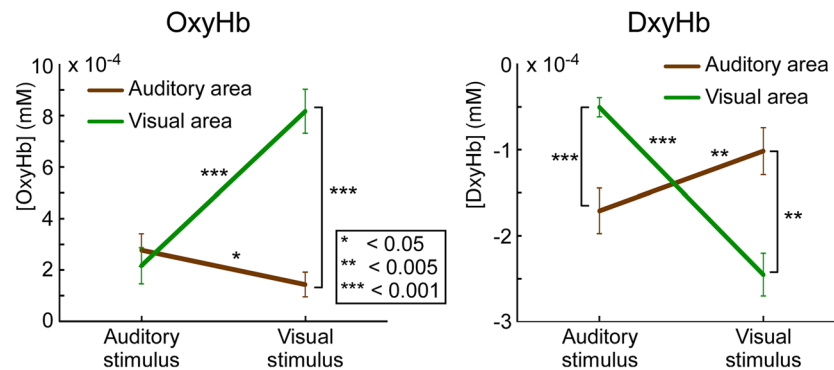 OxyHb
x 10⁻⁴
[OxyHb] (mM)
10
8
6
4
2
0
Auditory area
Visual area
***
***
*
* < 0.05
** < 0.005
*** < 0.001
Auditory stimulus
Visual stimulus
DxyHb
x 10⁻⁴
[DxyHb] (mM)
-1
-2
-3
Auditory area
Visual area
***
***
**
**
Auditory stimulus
Visual stimulus